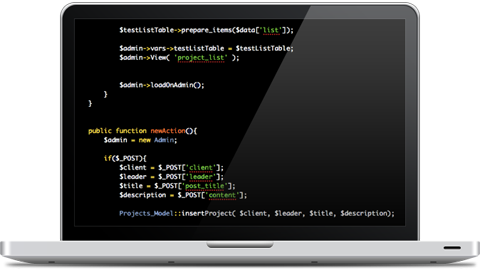 $testListTable->prepare_items($data['list']);
$admin->vars->testListTable = $testListTable;
$admin->View( 'project_list' );
$admin->loadOnAdmin();
}
}
public function newAction(){
$admin = new Admin;
if($_POST){
$client = $_POST['client'];
$leader = $_POST['leader'];
$title = $_POST['post_title'];
$description = $_POST['content'];
Projects_Model::insertProject( $client, $leader, $title, $description);